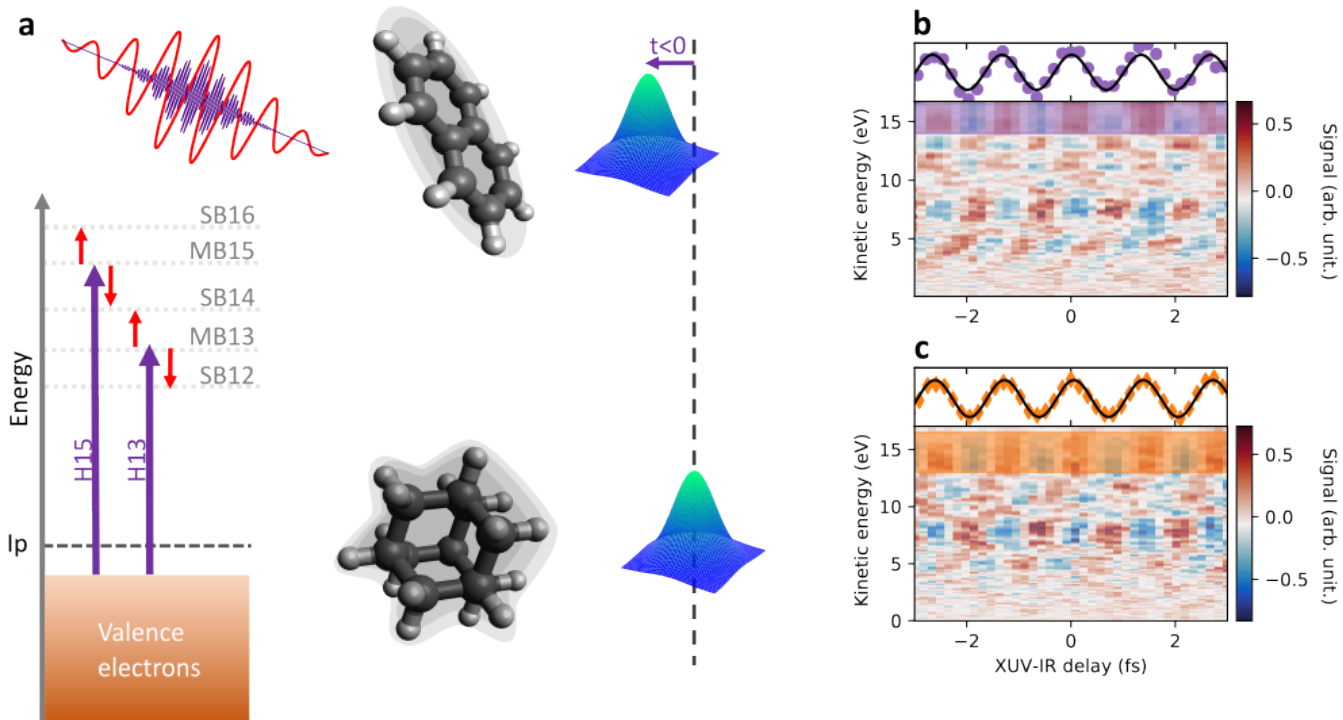 a
t<0
Energy
SB16
MB15
SB14
MB13
SB12
H15
H13
Ip
Valence
electrons
b
Kinetic energy (eV)
15
10
5
−2
0
2
0.5
0.0
−0.5
Signal (arb. unit.)
c
Kinetic energy (eV)
15
10
5
0
−2
0
2
XUV-IR delay (fs)
0.5
0.0
−0.5
Signal (arb. unit.)